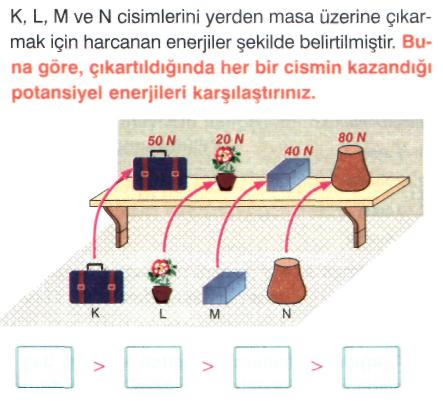 K, L, M ve N cisimlerini yerden masa üzerine çıkar-
mak için harcanan enerjiler şekilde belirtilmiştir. Bu-
na göre, çıkartıldığında her bir cismin kazandığı
potansiyel enerjileri karşılaştırınız.
50 N 20 N 40 N 80 N
K L M N
> > >